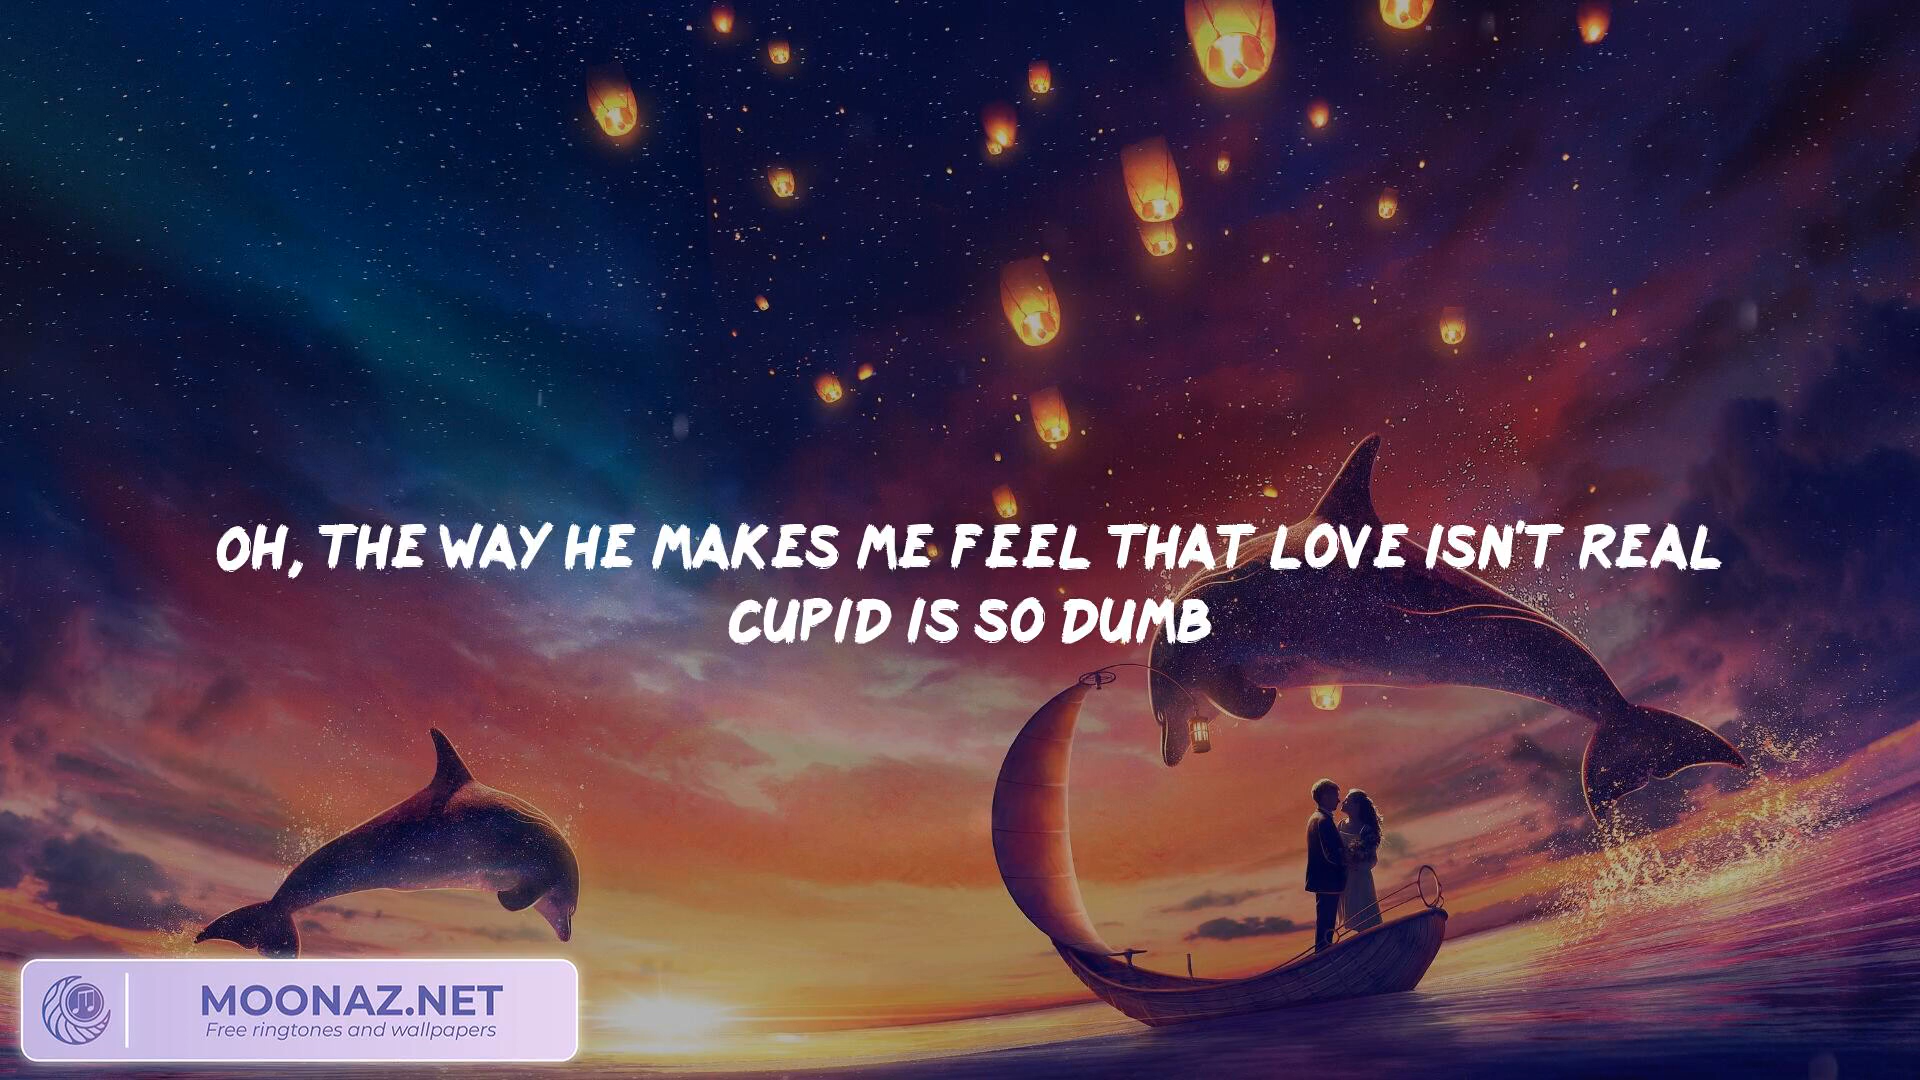 OH, THE WAY HE MAKES ME FEEL THAT LOVE ISN'T REAL
CUPID IS SO DUMB
MOONAZ.NET
Free ringtones and wallpapers